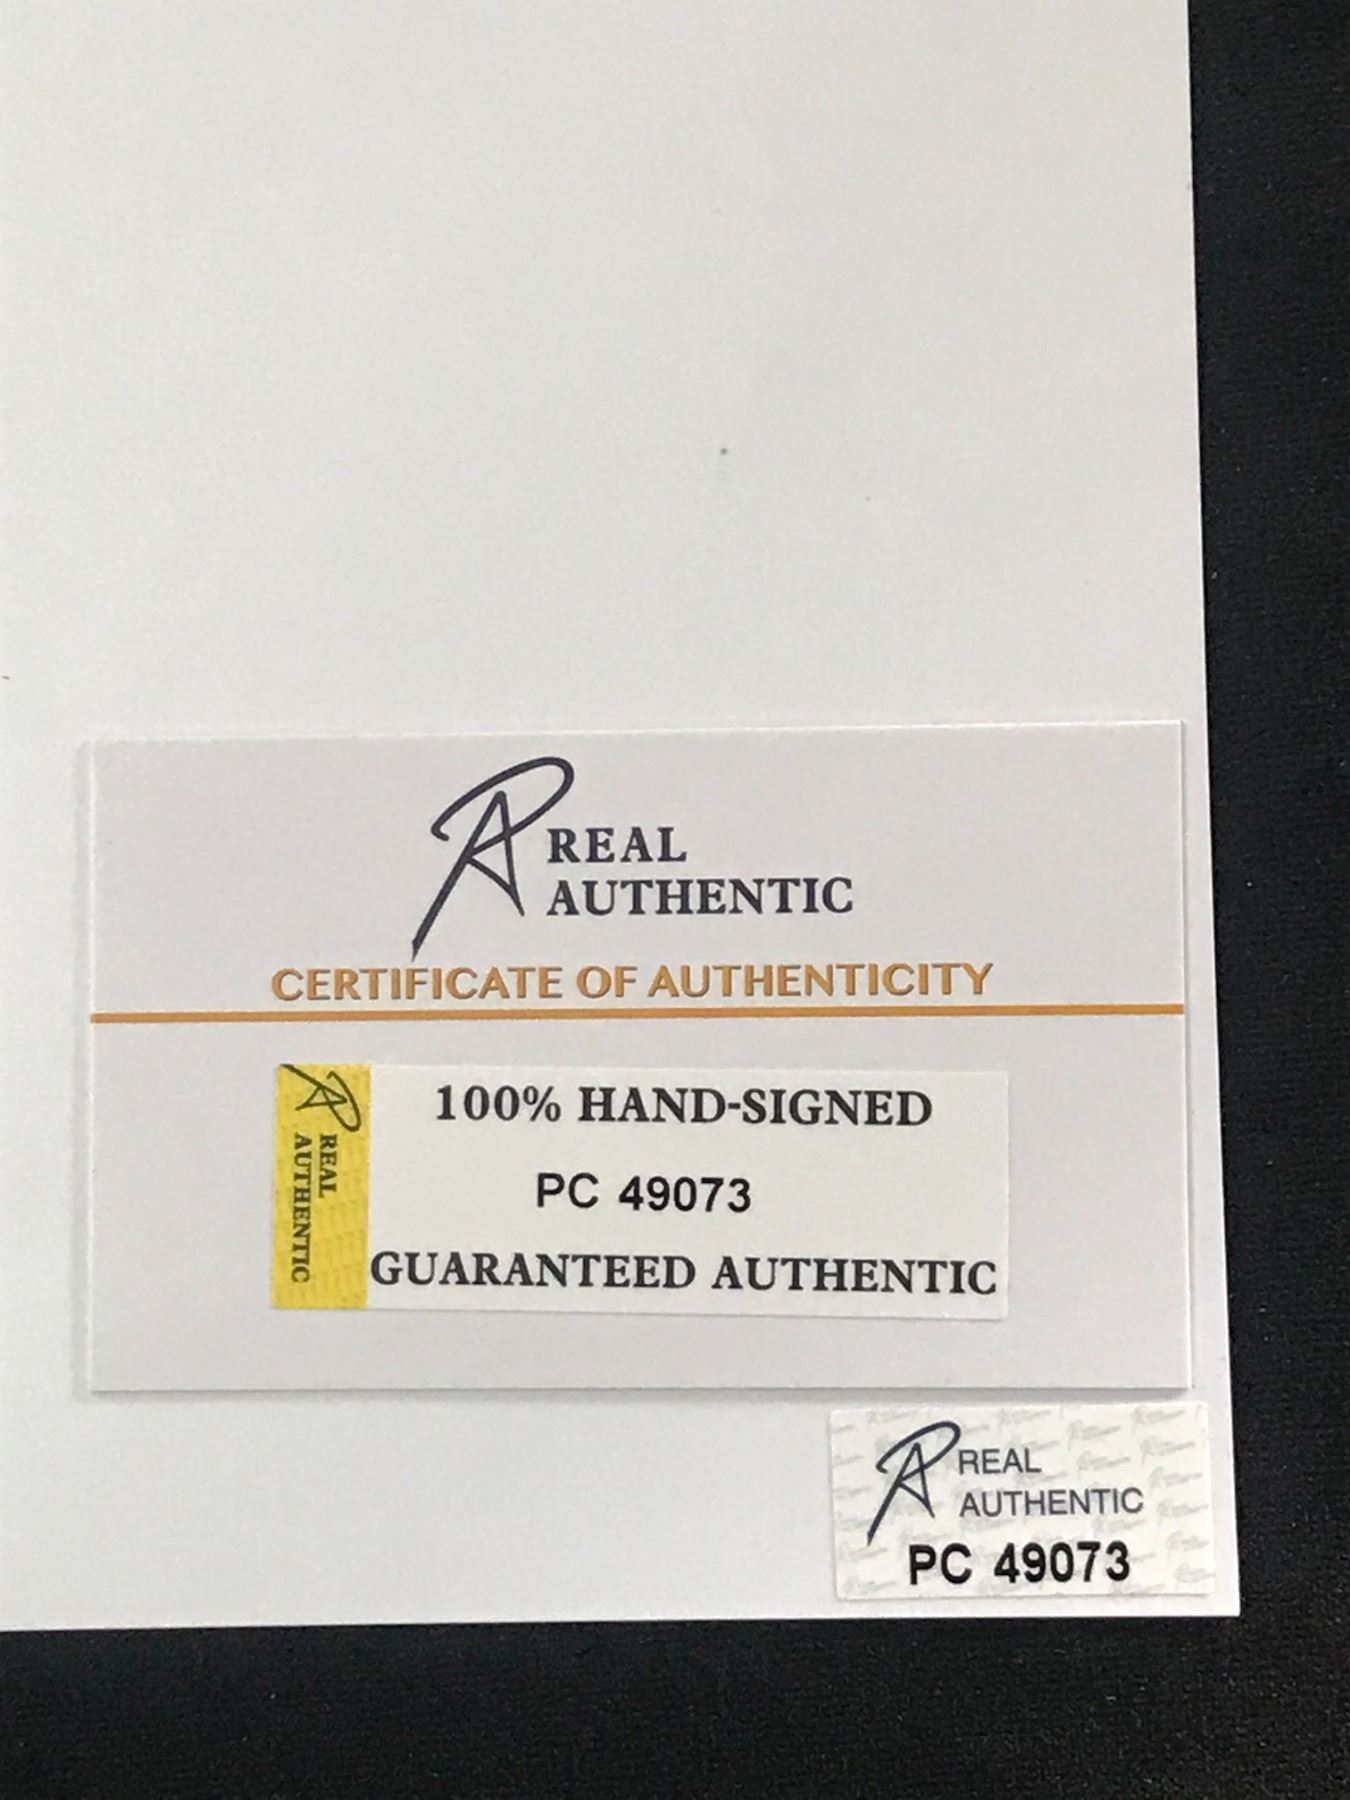 REAL
AUTHENTIC
CERTIFICATE OF AUTHENTICITY
REAL
AUTHENTIC
100% HAND-SIGNED
PC 49073
GUARANTEED AUTHENTIC
REAL
AUTHENTIC
PC 49073